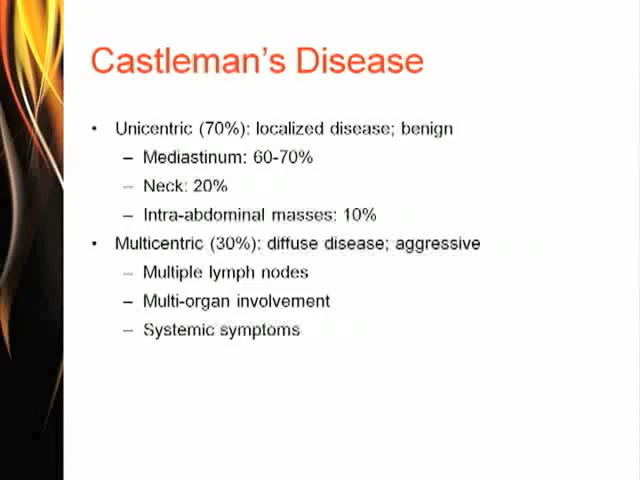 Castleman's Disease
• Unicentric (70%): localized disease; benign
– Mediastinum: 60-70%
– Neck: 20%
– Intra-abdominal masses: 10%
• Multicentric (30%): diffuse disease; aggressive
– Multiple lymph nodes
– Multi-organ involvement
– Systemic symptoms